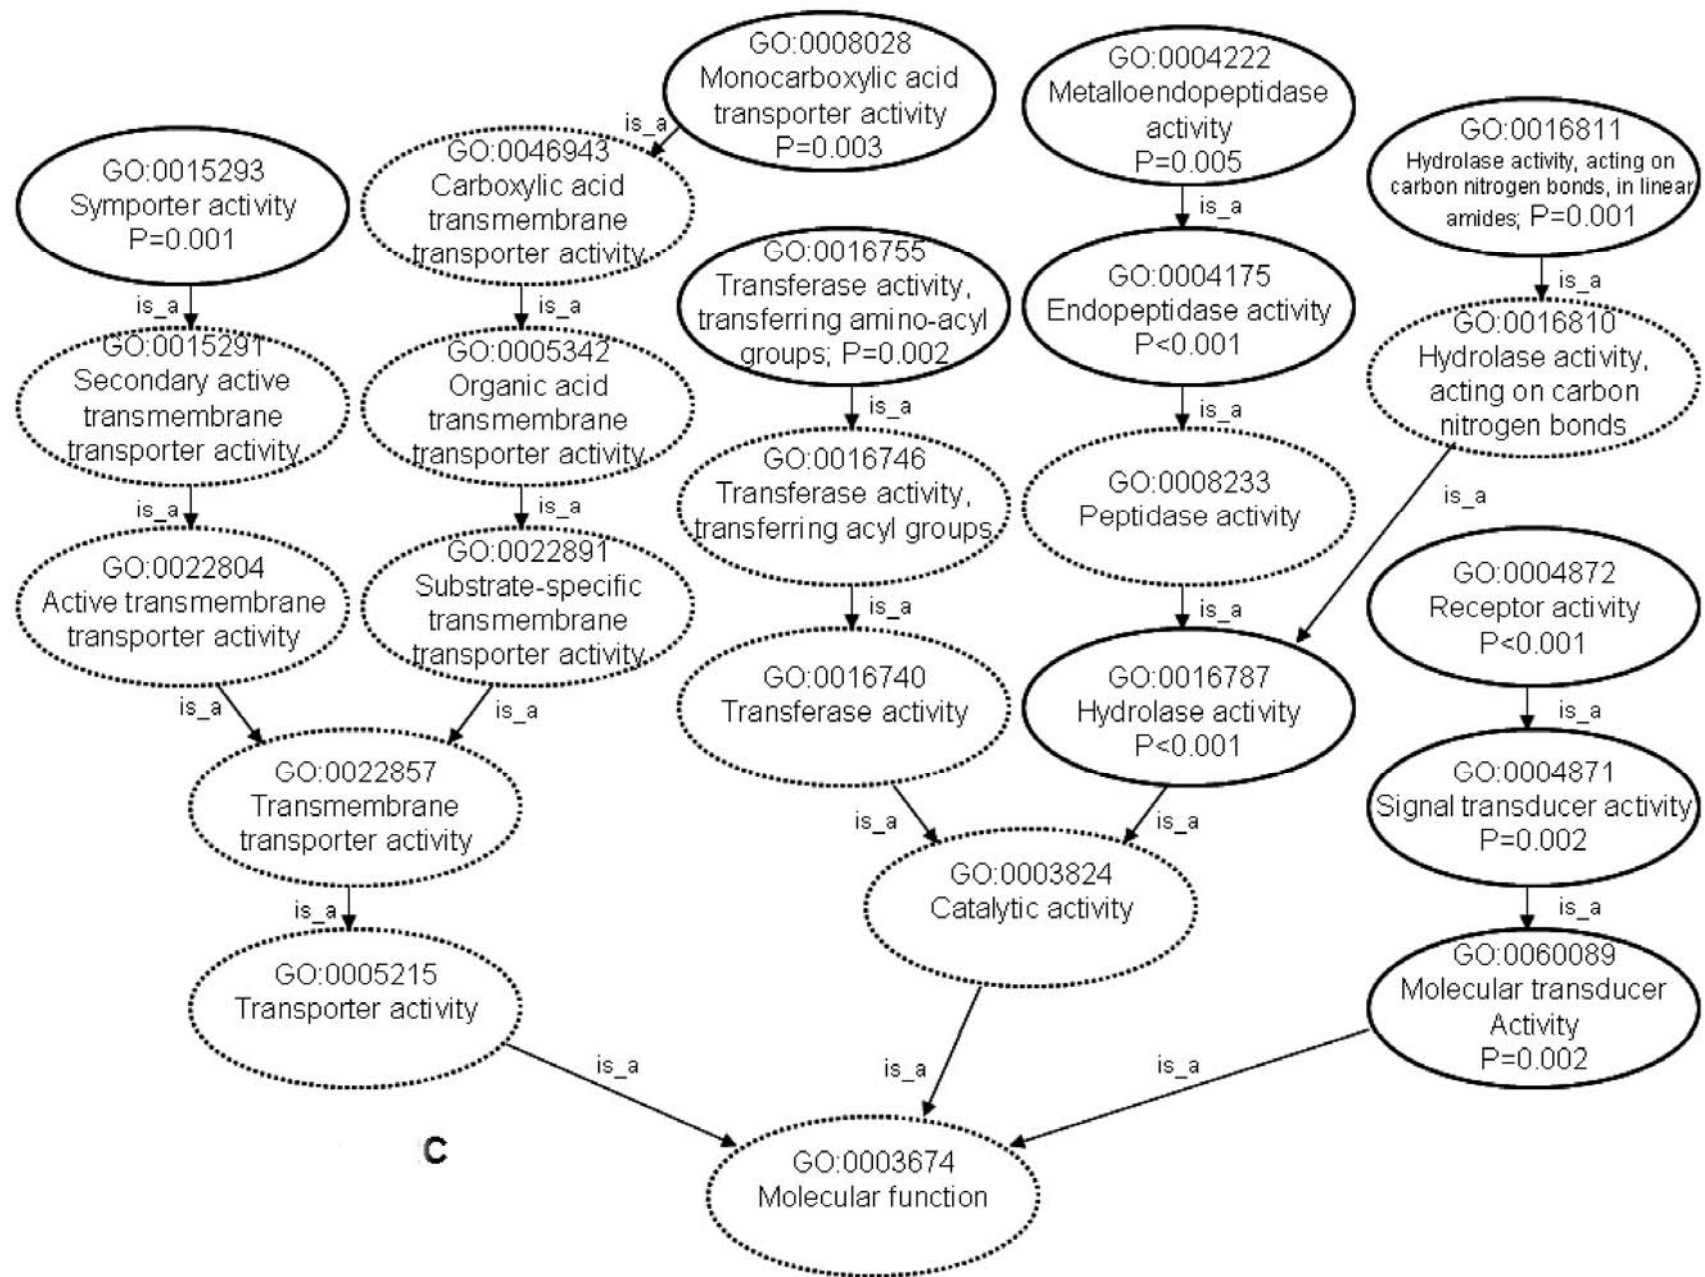 GO:0008028
Monocarboxylic acid
transporter activity
P=0.003
GO:0004222
Metalloendopeptidase
activity
P=0.005
GO:0016811
Hydrolase activity, acting on
carbon nitrogen bonds, in linear
amides; P=0.001
is_a
GO:0015293
Symporter activity
P=0.001
GO:0046943
Carboxylic acid
transmembrane
transporter activity
is_a
GO:0016755
Transferase activity,
transferring amino-acyl
groups; P=0.002
GO:0004175
Endopeptidase activity
P<0.001
is_a
is_a
is_a
GO:0016810
Hydrolase activity,
acting on carbon
nitrogen bonds
GO:0015291
Secondary active
transmembrane
transporter activity
GO:0005342
Organic acid
transmembrane
transporter activity
is_a
is_a
GO:0016746
Transferase activity,
transferring acyl groups
GO:0008233
Peptidase activity
is_a
is_a
is_a
GO:0022804
Active transmembrane
transporter activity
GO:0022891
Substrate-specific
transmembrane
transporter activity
GO:0004872
Receptor activity
P<0.001
is_a
is_a
GO:0016740
Transferase activity
GO:0016787
Hydrolase activity
P<0.001
is_a
is_a
is_a
GO:0022857
Transmembrane
transporter activity
GO:0004871
Signal transducer activity
P=0.002
is_a
is_a
GO:0003824
Catalytic activity
is_a
is_a
GO:0005215
Transporter activity
GO:0060089
Molecular transducer
Activity
P=0.002
is_a
is_a
is_a
C
GO:0003674
Molecular function